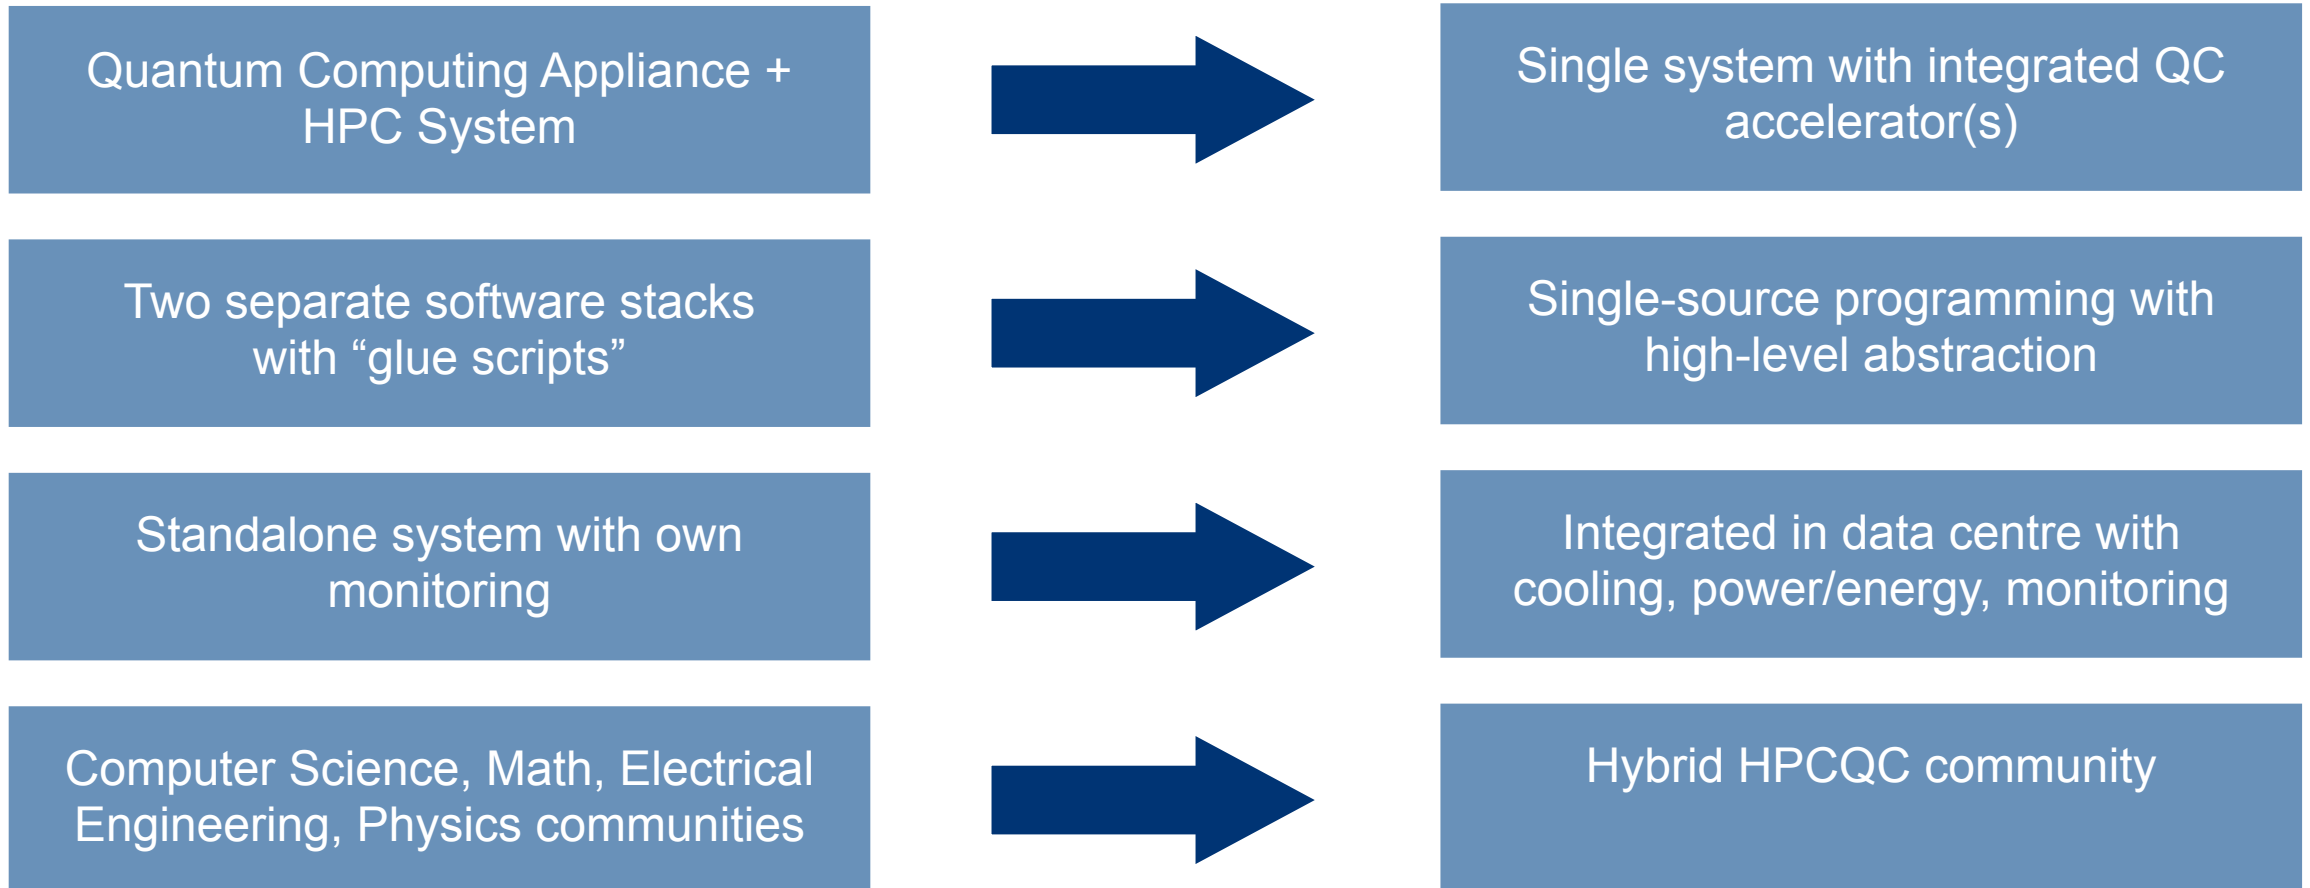 Quantum Computing Appliance +
HPC System
Single system with integrated QC
accelerator(s)
Two separate software stacks
with “glue scripts”
Single-source programming with
high-level abstraction
Standalone system with own
monitoring
Integrated in data centre with
cooling, power/energy, monitoring
Computer Science, Math, Electrical
Engineering, Physics communities
Hybrid HPCQC community